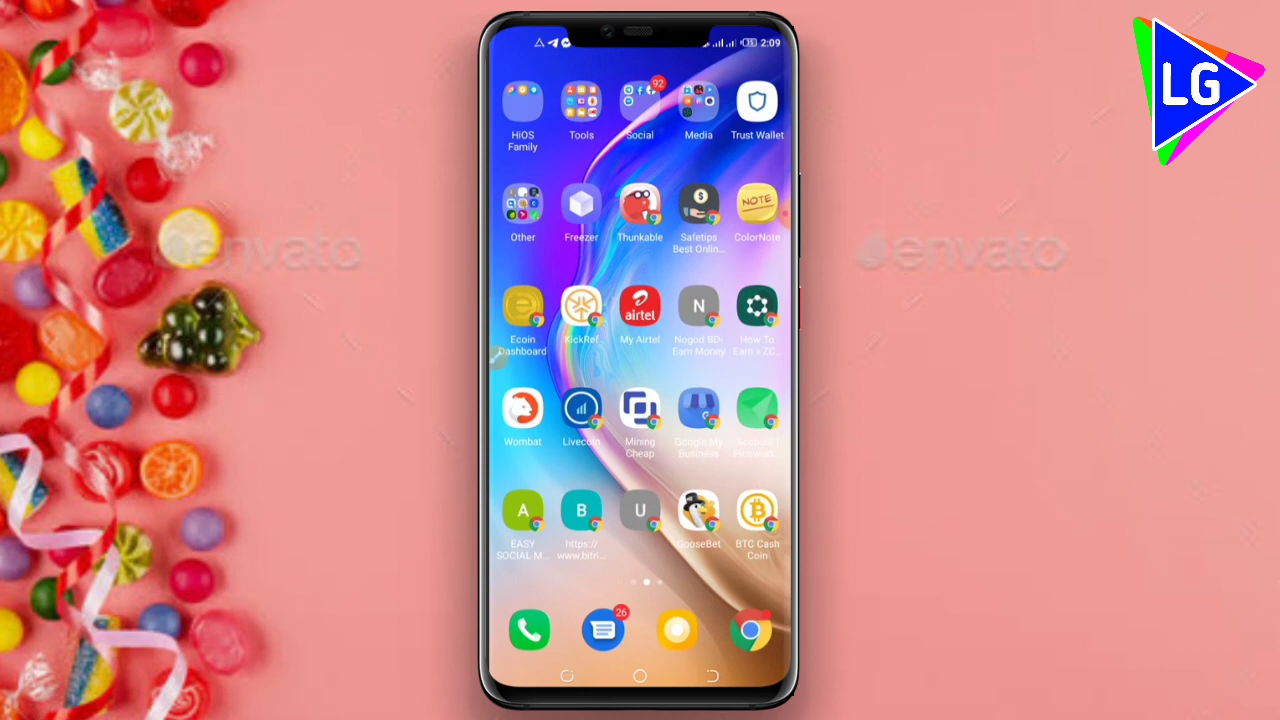 LG
75
2:09
92
HiOS
Family
Tools
Social
Media
Trust Wallet
NOTE
Other
Freezer
Thunkable
Safetips
Best Onlin...
ColorNote
e
airtel
N
Ecoin
Dashboard
KickRef
My Airtel
Nogod BD-
Earn Money
How To
Earn x ZC...
G
Wombat
Livecoin
Mining
Cheap
Google My
Business
Account |
A
B
U
EASY
SOCIAL M...
https://
www.bitri...
GooseBet
BTC Cash
Coin
26
envato
envato